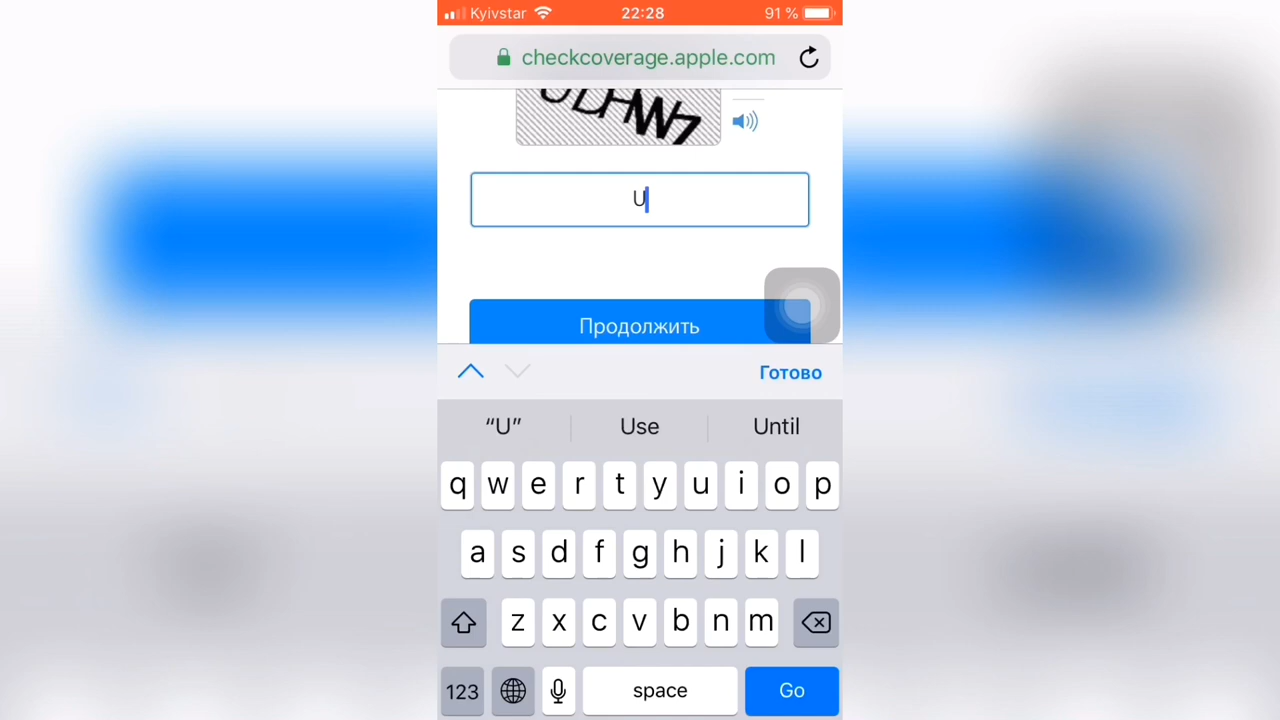 Kyivstar 22:28 91 %
checkcoverage.apple.com
U
Продолжить
Готово
“U” Use Until
q w e r t y u i o p
a s d f g h j k l
z x c v b n m
123 space Go